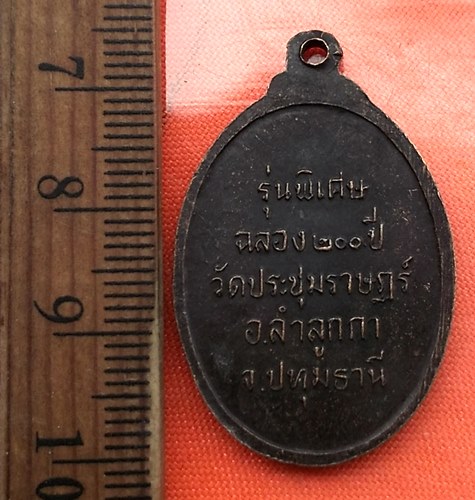 รุ่นพิเศษ
ฉลอง ๒๐๐ ปี
วัดประชุมราษฏร์
อ.ลำลูกกา
จ.ปทุมธานี
7
8
9
10